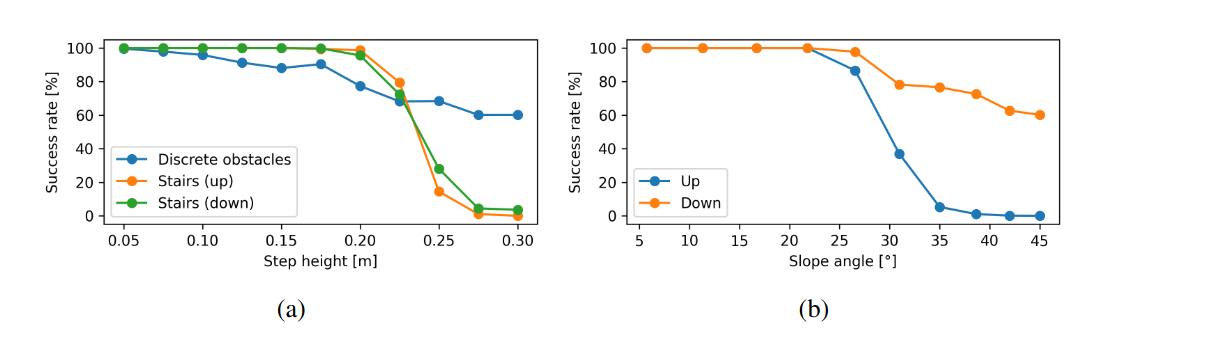 100
80
60
40
20
0
Success rate [%]
Discrete obstacles
Stairs (up)
Stairs (down)
0.05 0.10 0.15 0.20 0.25 0.30
Step height [m]
(a)
100
80
60
40
20
0
Success rate [%]
Up
Down
5 10 15 20 25 30 35 40 45
Slope angle [°]
(b)